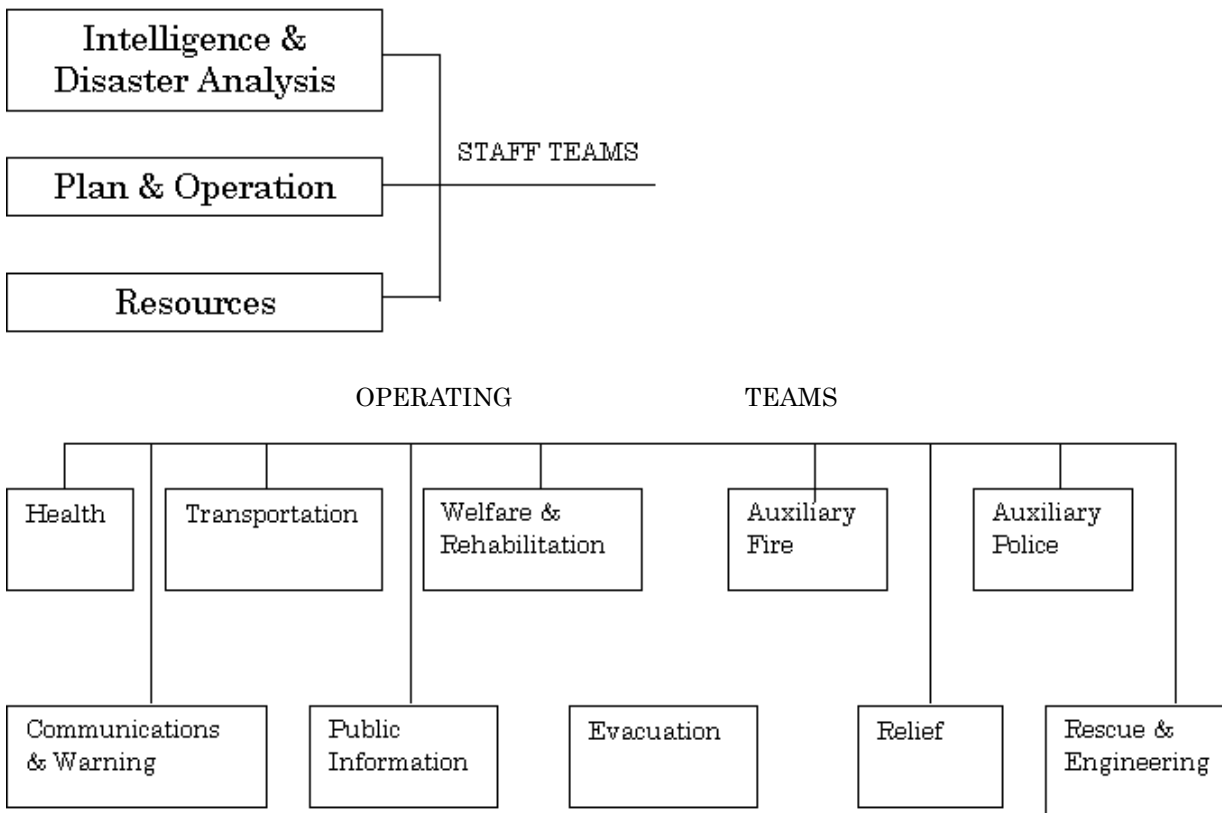 Intelligence &
Disaster Analysis
STAFF TEAMS
Plan & Operation
Resources
OPERATING TEAMS
Health
Transportation
Welfare &
Rehabilitation
Auxiliary
Fire
Auxiliary
Police
Communications
& Warning
Public
Information
Evacuation
Relief
Rescue &
Engineering